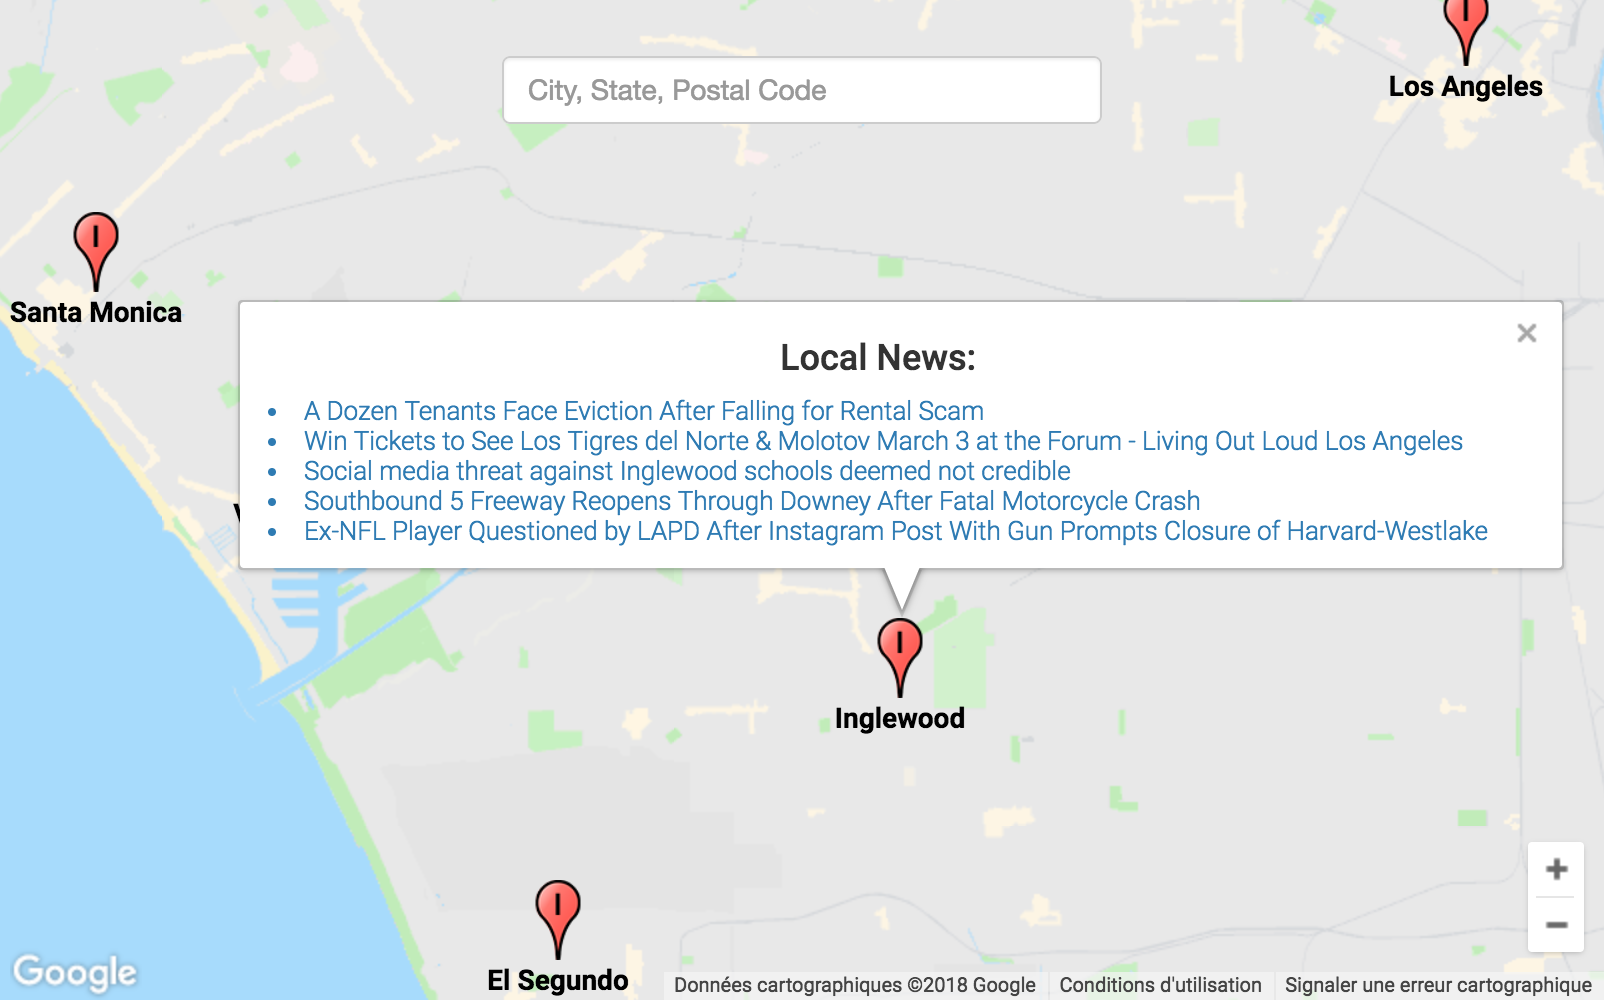 Los Angeles
City, State, Postal Code
Santa Monica
Local News:
• A Dozen Tenants Face Eviction After Falling for Rental Scam
• Win Tickets to See Los Tigres del Norte & Molotov March 3 at the Forum - Living Out Loud Los Angeles
• Social media threat against Inglewood schools deemed not credible
• Southbound 5 Freeway Reopens Through Downey After Fatal Motorcycle Crash
• Ex-NFL Player Questioned by LAPD After Instagram Post With Gun Prompts Closure of Harvard-Westlake
Inglewood
El Segundo
Google
Données cartographiques ©2018 Google
Conditions d'utilisation
Signaler une erreur cartographique